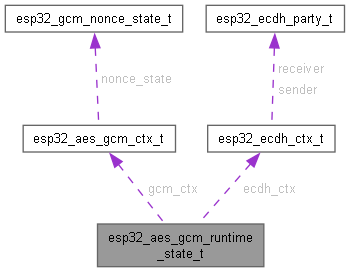 esp32_gcm_nonce_state_t
esp32_ecdh_party_t
nonce_state
receiver
sender
esp32_aes_gcm_ctx_t
esp32_ecdh_ctx_t
gcm_ctx
ecdh_ctx
esp32_aes_gcm_runtime
_state_t